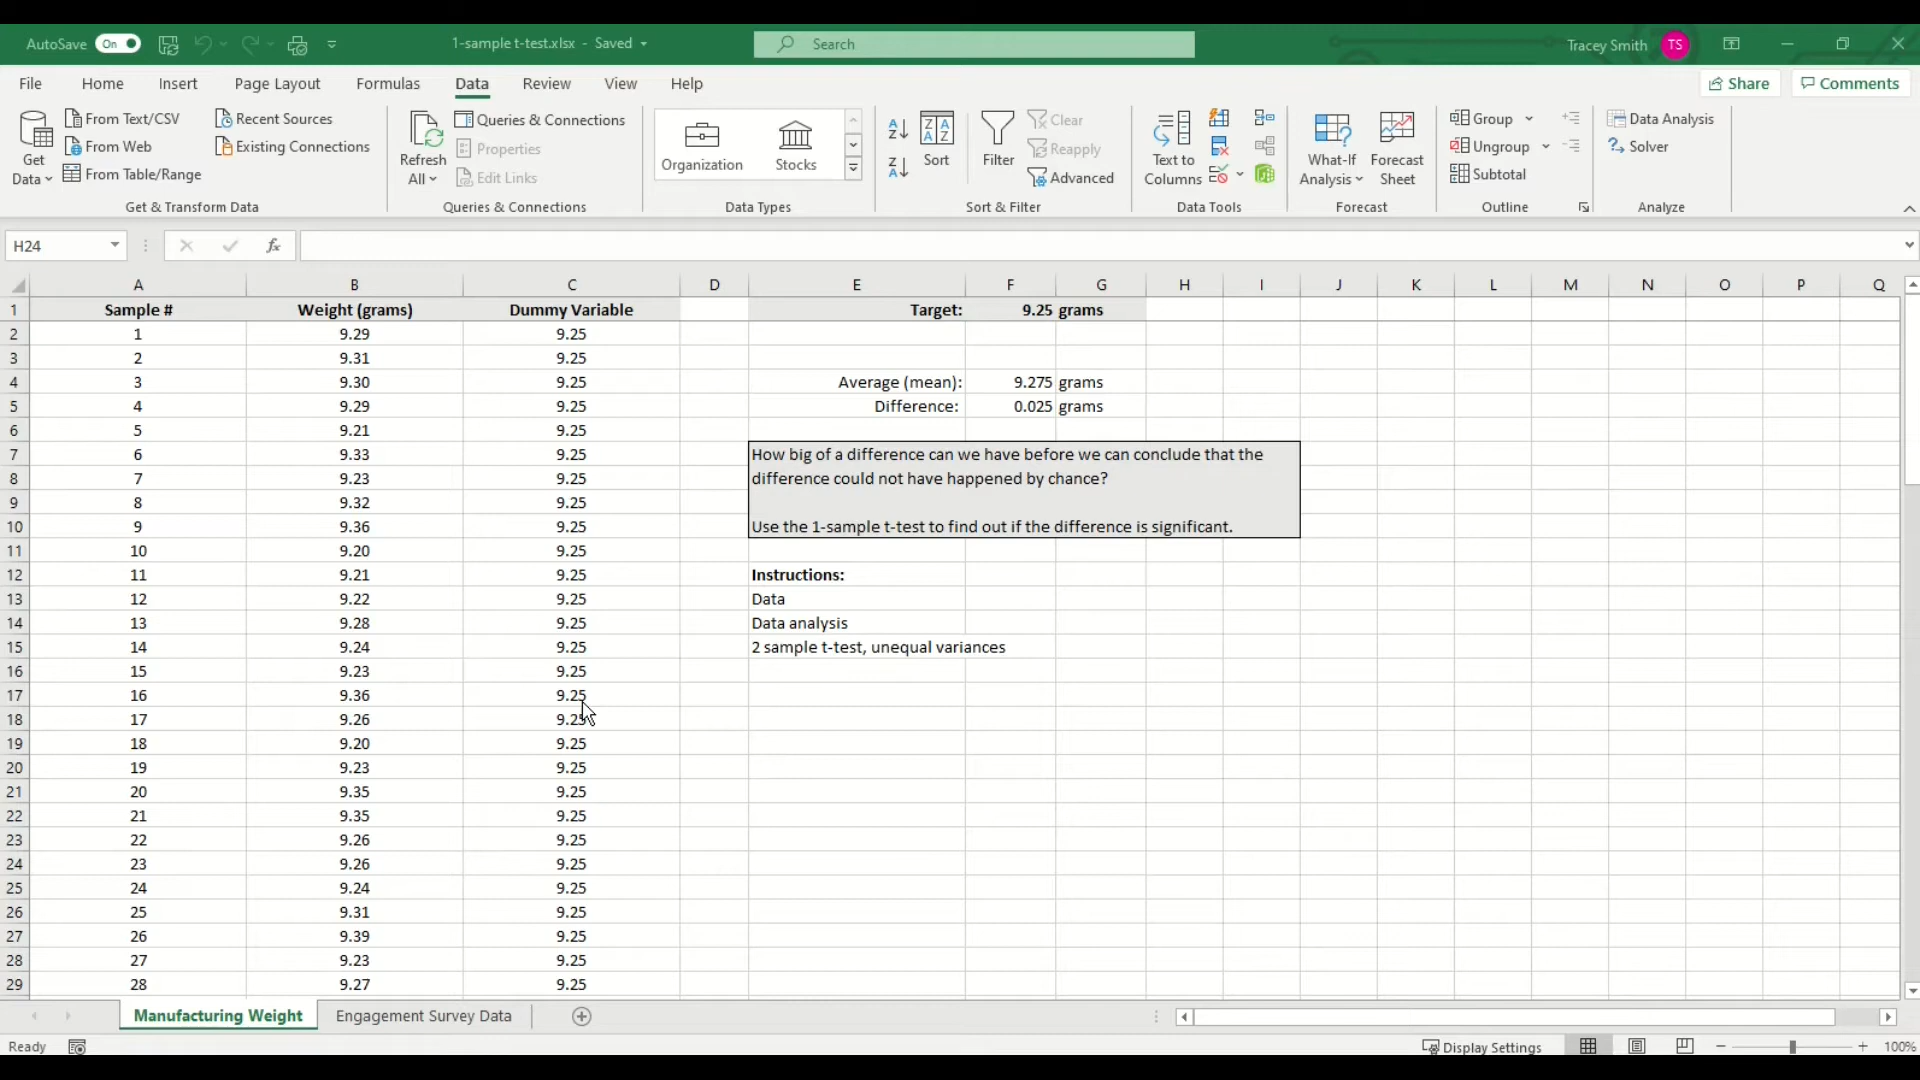 AutoSave On 1-sample t-test.xlsx - Saved Search Tracey Smith TS
File Home Insert Page Layout Formulas Data Review View Help Share Comments
Get Data From Text/CSV From Web From Table/Range Recent Sources Existing Connections
Get & Transform Data
Refresh All Queries & Connections Properties Edit Links
Queries & Connections
Organization Stocks
Data Types
Sort Filter Clear Reapply Advanced
Sort & Filter
Text to Columns
Data Tools
What-If Analysis Forecast Sheet
Forecast
Group Ungroup Subtotal
Outline
Data Analysis Solver
Analyze
H24 fx
A B C D E F G H I J K L M N O P Q
1 Sample # Weight (grams) Dummy Variable Target: 9.25 grams
2 1 9.29 9.25
3 2 9.31 9.25
4 3 9.30 9.25 Average (mean): 9.275 grams
5 4 9.29 9.25 Difference: 0.025 grams
6 5 9.21 9.25
7 6 9.33 9.25 How big of a difference can we have before we can conclude that the
8 7 9.23 9.25 difference could not have happened by chance?
9 8 9.32 9.25
10 9 9.36 9.25 Use the 1-sample t-test to find out if the difference is significant.
11 10 9.20 9.25
12 11 9.21 9.25 Instructions:
13 12 9.22 9.25 Data
14 13 9.28 9.25 Data analysis
15 14 9.24 9.25 2 sample t-test, unequal variances
16 15 9.23 9.25
17 16 9.36 9.25
18 17 9.26 9.25
19 18 9.20 9.25
20 19 9.23 9.25
21 20 9.35 9.25
22 21 9.35 9.25
23 22 9.26 9.25
24 23 9.26 9.25
25 24 9.24 9.25
26 25 9.31 9.25
27 26 9.39 9.25
28 27 9.23 9.25
29 28 9.27 9.25
Manufacturing Weight Engagement Survey Data
Ready Display Settings 100%